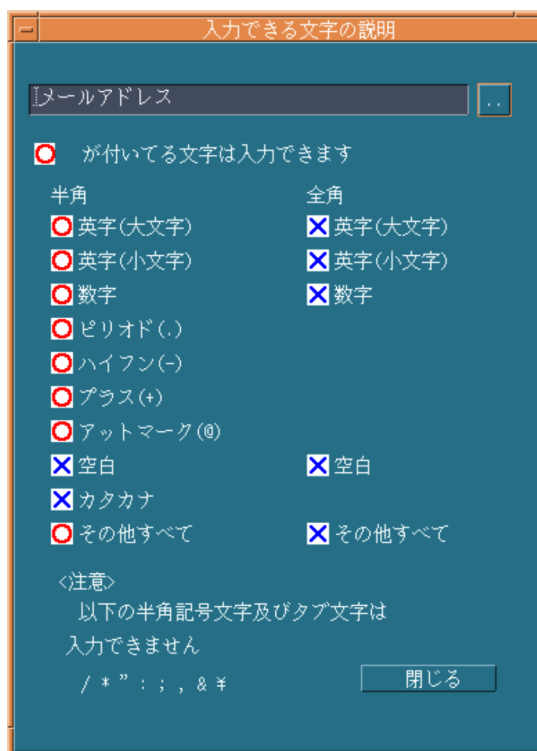 入力できる文字の説明
メールアドレス
..
が付いてる文字は入力できます
半角 全角
英字(大文字) 英字(大文字)
英字(小文字) 英字(小文字)
数字 数字
ピリオド(.)
ハイフン(-)
プラス(+)
アットマーク(@)
空白 空白
カタカナ
その他すべて その他すべて
<注意>
以下の半角記号文字及びタブ文字は
入力できません
/ * ” : ; , & ¥
閉じる